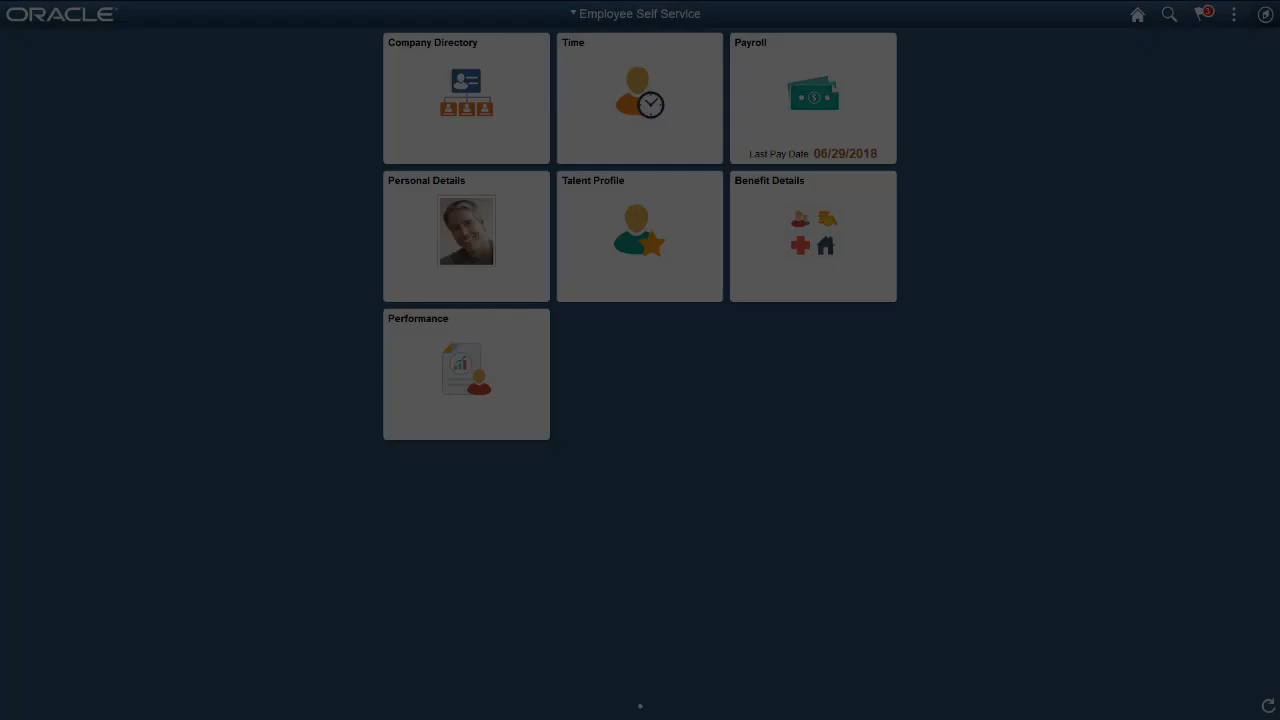 ORACLE
Employee Self Service
3
Company Directory
Time
Payroll
Last Pay Date 06/29/2018
Personal Details
Talent Profile
Benefit Details
Performance